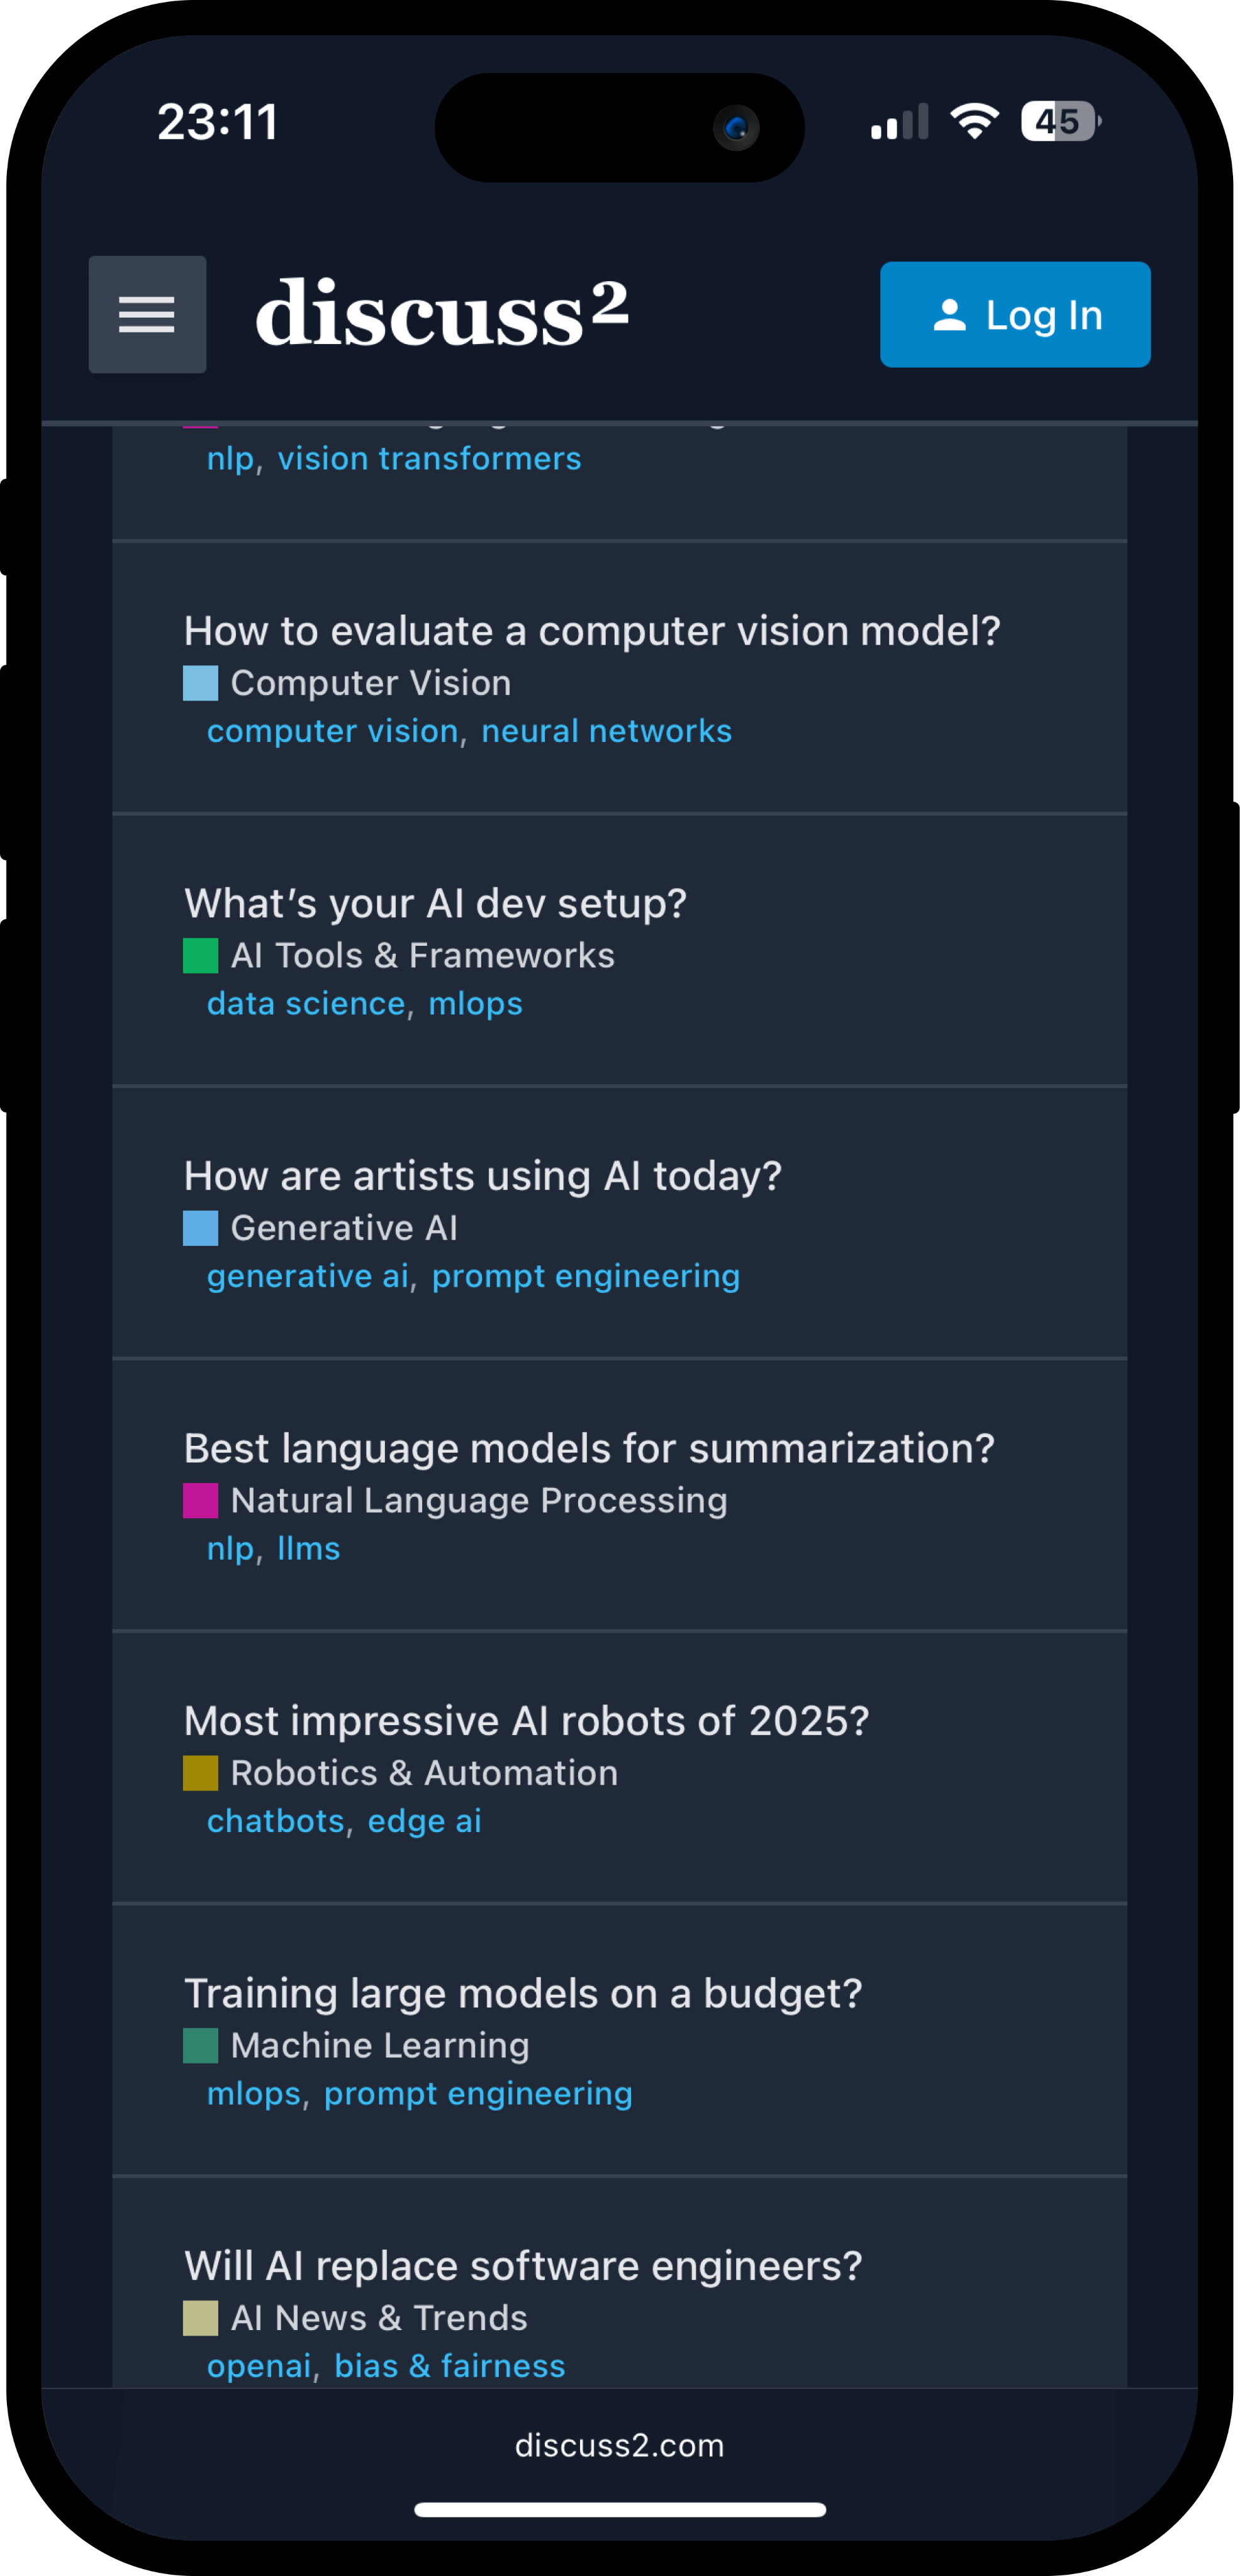 23:11
45
discuss²
Log In
nlp, vision transformers
How to evaluate a computer vision model?
Computer Vision
computer vision, neural networks
What’s your AI dev setup?
AI Tools & Frameworks
data science, mlops
How are artists using AI today?
Generative AI
generative ai, prompt engineering
Best language models for summarization?
Natural Language Processing
nlp, llms
Most impressive AI robots of 2025?
Robotics & Automation
chatbots, edge ai
Training large models on a budget?
Machine Learning
mlops, prompt engineering
Will AI replace software engineers?
AI News & Trends
openai, bias & fairness
discuss2.com